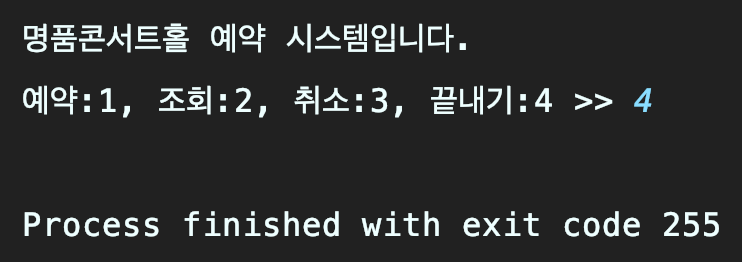 명품콘서트홀 예약 시스템입니다.
예약:1, 조회:2, 취소:3, 끝내기:4 >> 4
Process finished with exit code 255